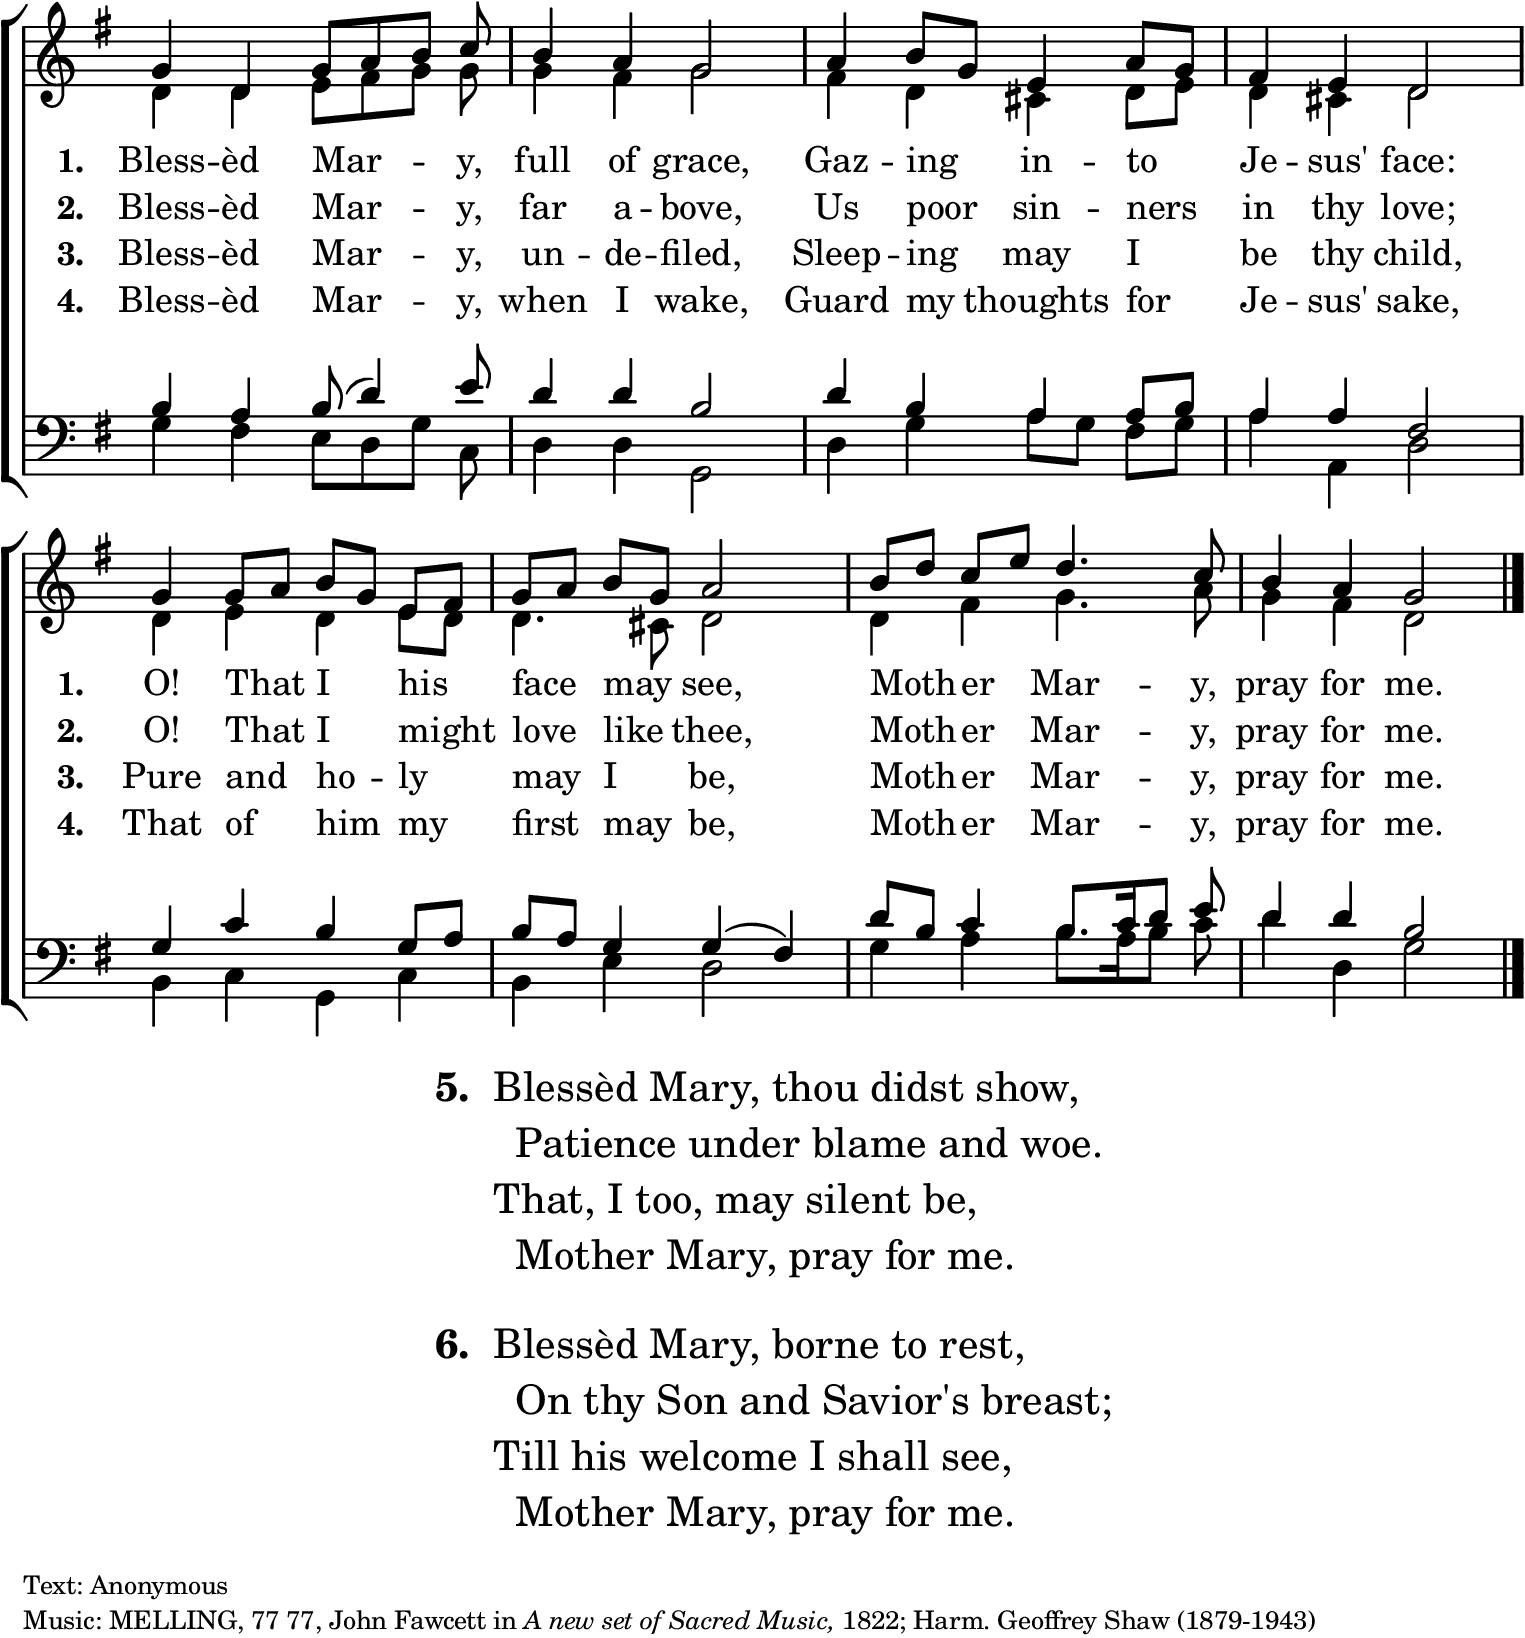 1. Bless -- èd Mar -- y, full of grace, Gaz -- ing in -- to Je -- sus' face:
2. Bless -- èd Mar -- y, far a -- bove, Us poor sin -- ners in thy love;
3. Bless -- èd Mar -- y, un -- de -- filed, Sleep -- ing may I be thy child,
4. Bless -- èd Mar -- y, when I wake, Guard my thoughts for Je -- sus' sake,
1. O! That I his face may see, Moth -- er Mar -- y, pray for me.
2. O! That I might love like thee, Moth -- er Mar -- y, pray for me.
3. Pure and ho -- ly may I be, Moth -- er Mar -- y, pray for me.
4. That of him my first may be, Moth -- er Mar -- y, pray for me.
5. Blessèd Mary, thou didst show,
Patience under blame and woe.
That, I too, may silent be,
Mother Mary, pray for me.
6. Blessèd Mary, borne to rest,
On thy Son and Savior's breast;
Till his welcome I shall see,
Mother Mary, pray for me.
Text: Anonymous
Music: MELLING, 77 77, John Fawcett in A new set of Sacred Music, 1822; Harm. Geoffrey Shaw (1879-1943)